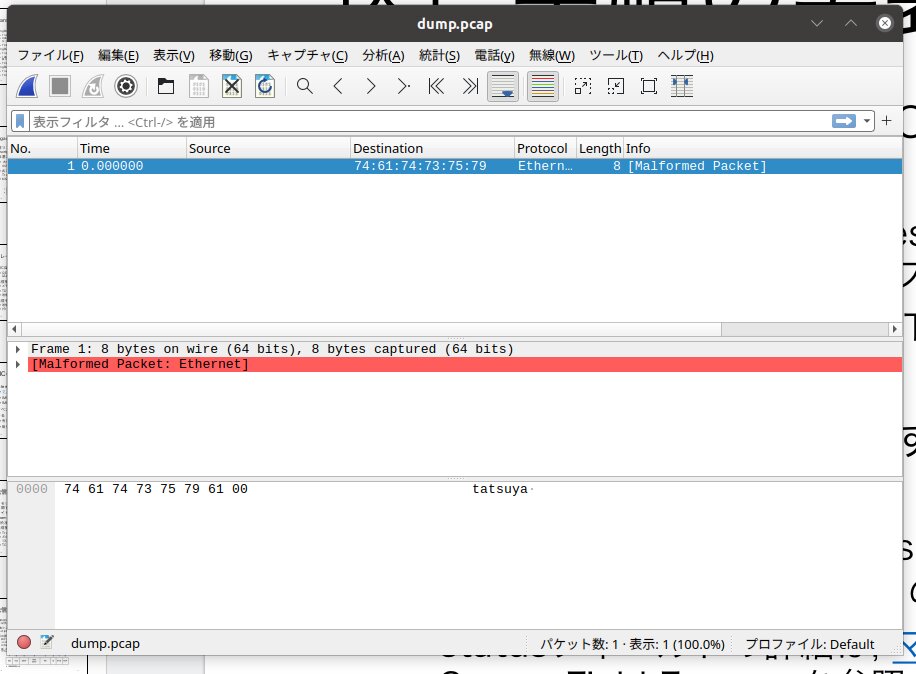 dump.pcap
ファイル(F) 編集(E) 表示(V) 移動(G) キャプチャ(C) 分析(A) 統計(S) 電話(y) 無線(W) ツール(T) ヘルプ(H)
表示フィルタ ... <Ctrl-/> を適用
No. Time Source Destination Protocol Length Info
1 0.000000 74:61:74:73:75:79 Ethern… 8 [Malformed Packet]
Frame 1: 8 bytes on wire (64 bits), 8 bytes captured (64 bits)
[Malformed Packet: Ethernet]
0000 74 61 74 73 75 79 61 00 tatsuya·
dump.pcap パケット数: 1 · 表示: 1 (100.0%) プロファイル: Default